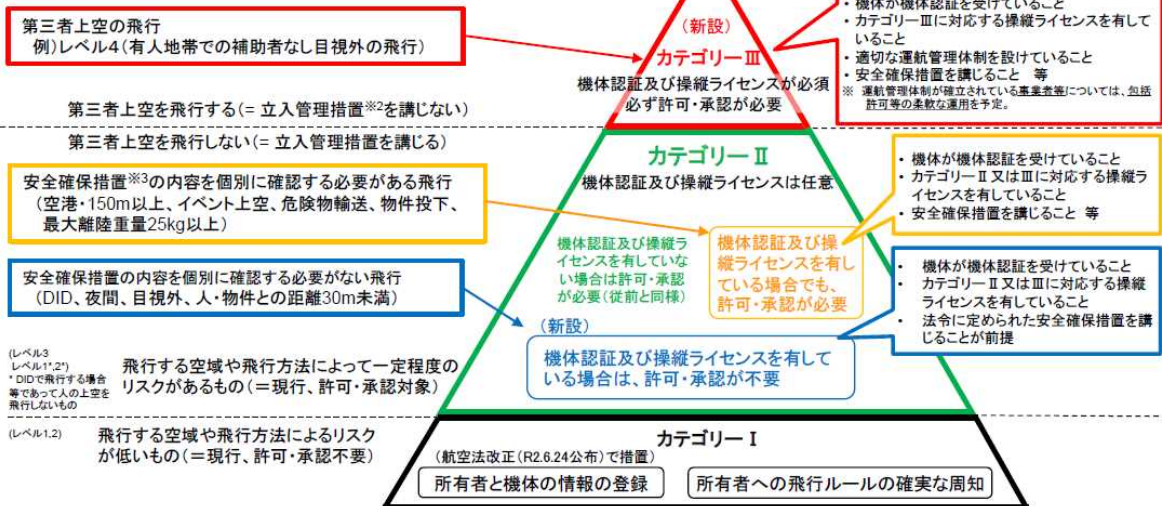 ・ 機体が機体認証を受けていること
・ カテゴリーⅢに対応する操縦ライセンスを有して
いること
・ 適切な運航管理体制を設けていること
・ 安全確保措置を講じること 等
※ 運航管理体制が確立されている事業者等については、包括
許可等の柔軟な運用を予定。
第三者上空の飛行
例)レベル4(有人地帯での補助者なし目視外の飛行)
(新設)
カテゴリーⅢ
機体認証及び操縦ライセンスが必須
必ず許可・承認が必要
第三者上空を飛行する(= 立入管理措置※2を講じない)
第三者上空を飛行しない(= 立入管理措置を講じる)
カテゴリーⅡ
機体認証及び操縦ライセンスは任意
安全確保措置※3の内容を個別に確認する必要がある飛行
(空港・150m以上、イベント上空、危険物輸送、物件投下、
最大離陸重量25kg以上)
・ 機体が機体認証を受けていること
・ カテゴリーⅡ又はⅢに対応する操縦ラ
イセンスを有していること
・ 安全確保措置を講じること 等
機体認証及び操縦ライ
センスを有していな
い場合は許可・承認
が必要(従前と同様)
機体認証及び操
縦ライセンスを有し
ている場合でも、
許可・承認が必要
安全確保措置の内容を個別に確認する必要がない飛行
(DID、夜間、目視外、人・物件との距離30m未満)
・ 機体が機体認証を受けていること
・ カテゴリーⅡ又はⅢに対応する操縦
ライセンスを有していること
・ 法令に定められた安全確保措置を講
じることが前提
(新設)
機体認証及び操縦ライセンスを有して
いる場合は、許可・承認が不要
(レベル3
レベル1*,2*)
* DIDで飛行する場合
等であって人の上空を
飛行しないもの
飛行する空域や飛行方法によって一定程度の
リスクがあるもの(=現行、許可・承認対象)
(レベル1,2)
飛行する空域や飛行方法によるリスク
が低いもの(=現行、許可・承認不要)
カテゴリーⅠ
(航空法改正(R2.6.24公布)で措置)
所有者と機体の情報の登録
所有者への飛行ルールの確実な周知